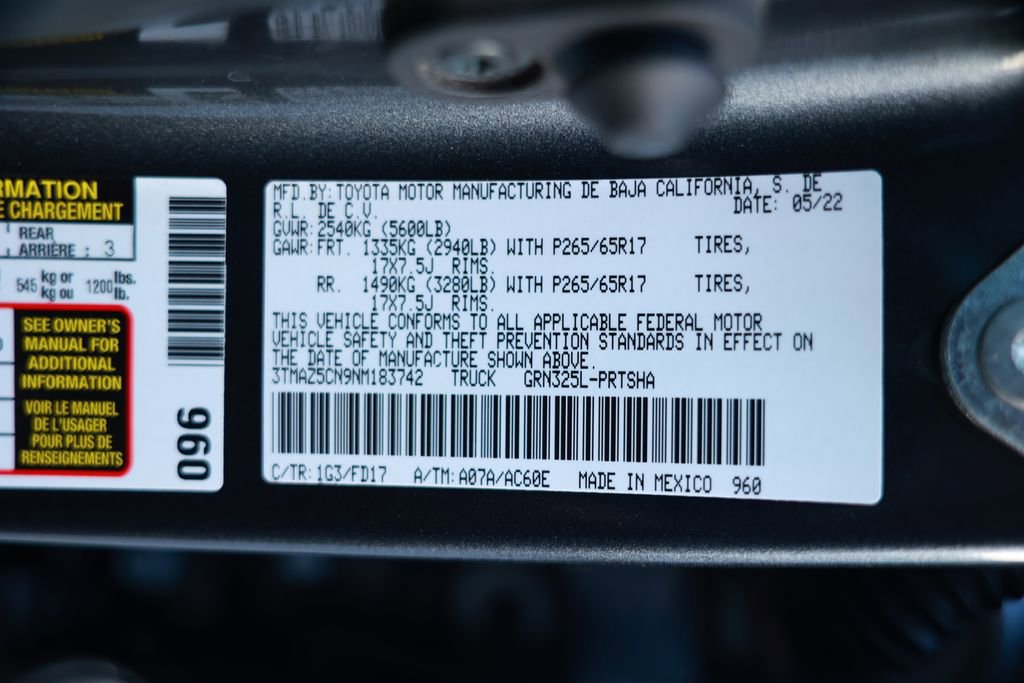 RMATION
E CHARGEMENT
REAR
ARRIÈRE : 3
545 kg or 1200 lbs.
kg ou lb.
SEE OWNER'S
MANUAL FOR
ADDITIONAL
INFORMATION
VOIR LE MANUEL
DE L'USAGER
POUR PLUS DE
RENSEIGNEMENTS
960
MFD.BY:TOYOTA MOTOR MANUFACTURING DE BAJA CALIFORNIA, S. DE
R.L. DE C.V. DATE: 05/22
GVWR:2540KG (5600LB)
GAWR:FRT. 1335KG (2940LB) WITH P265/65R17 TIRES,
17X7.5J RIMS.
RR. 1490KG (3280LB) WITH P265/65R17 TIRES,
17X7.5J RIMS.
THIS VEHICLE CONFORMS TO ALL APPLICABLE FEDERAL MOTOR
VEHICLE SAFETY AND THEFT PREVENTION STANDARDS IN EFFECT ON
THE DATE OF MANUFACTURE SHOWN ABOVE.
3TMAZ5CN9NM183742 TRUCK GRN325L-PRTSHA
C/TR:1G3/FD17 A/TM:A07A/AC60E MADE IN MEXICO 960